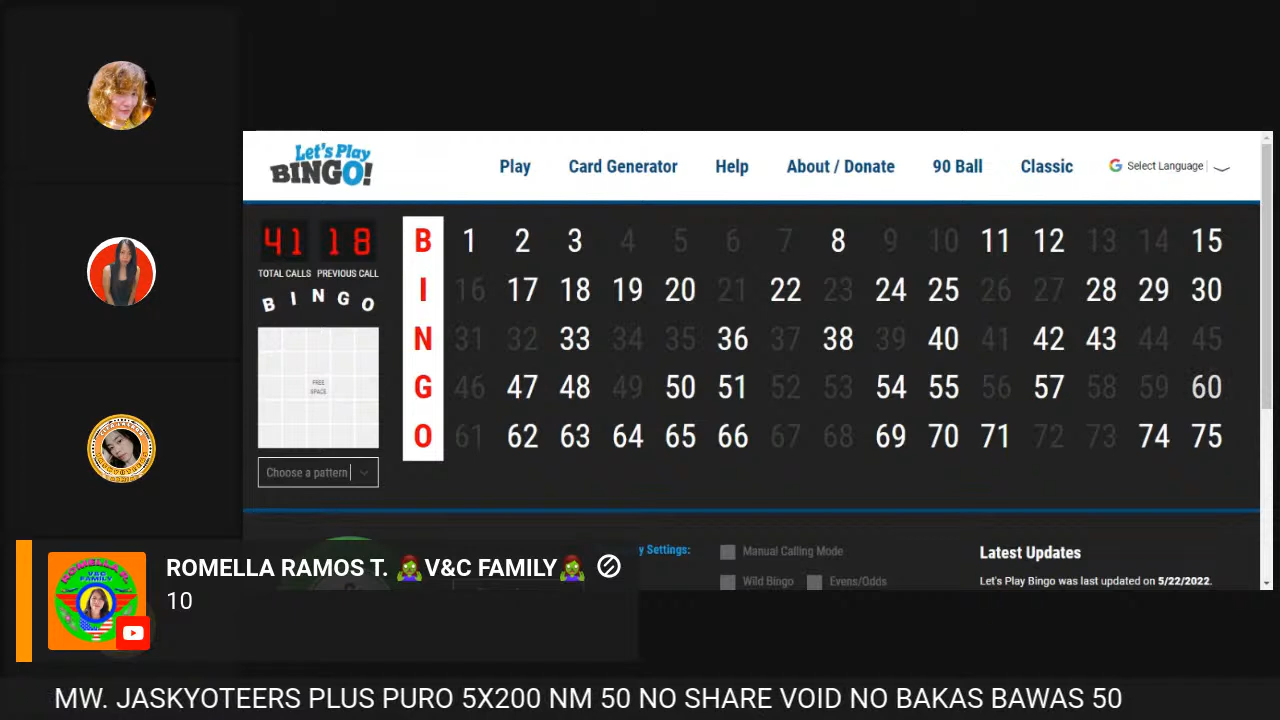 Let's Play
BINGO!
Play Card Generator Help About / Donate 90 Ball Classic G Select Language
41 18
TOTAL CALLS PREVIOUS CALL
B I N G O
FREE
SPACE
Choose a pattern
B 1 2 3 4 5 6 7 8 9 10 11 12 13 14 15
I 16 17 18 19 20 21 22 23 24 25 26 27 28 29 30
N 31 32 33 34 35 36 37 38 39 40 41 42 43 44 45
G 46 47 48 49 50 51 52 53 54 55 56 57 58 59 60
O 61 62 63 64 65 66 67 68 69 70 71 72 73 74 75
y Settings: Manual Calling Mode
Wild Bingo Evens/Odds
Latest Updates
Let's Play Bingo was last updated on 5/22/2022.
ROMELLA RAMOS T. 🧟‍♀️V&C FAMILY🧟‍♀️
10
MW. JASKYOTEERS PLUS PURO 5X200 NM 50 NO SHARE VOID NO BAKAS BAWAS 50